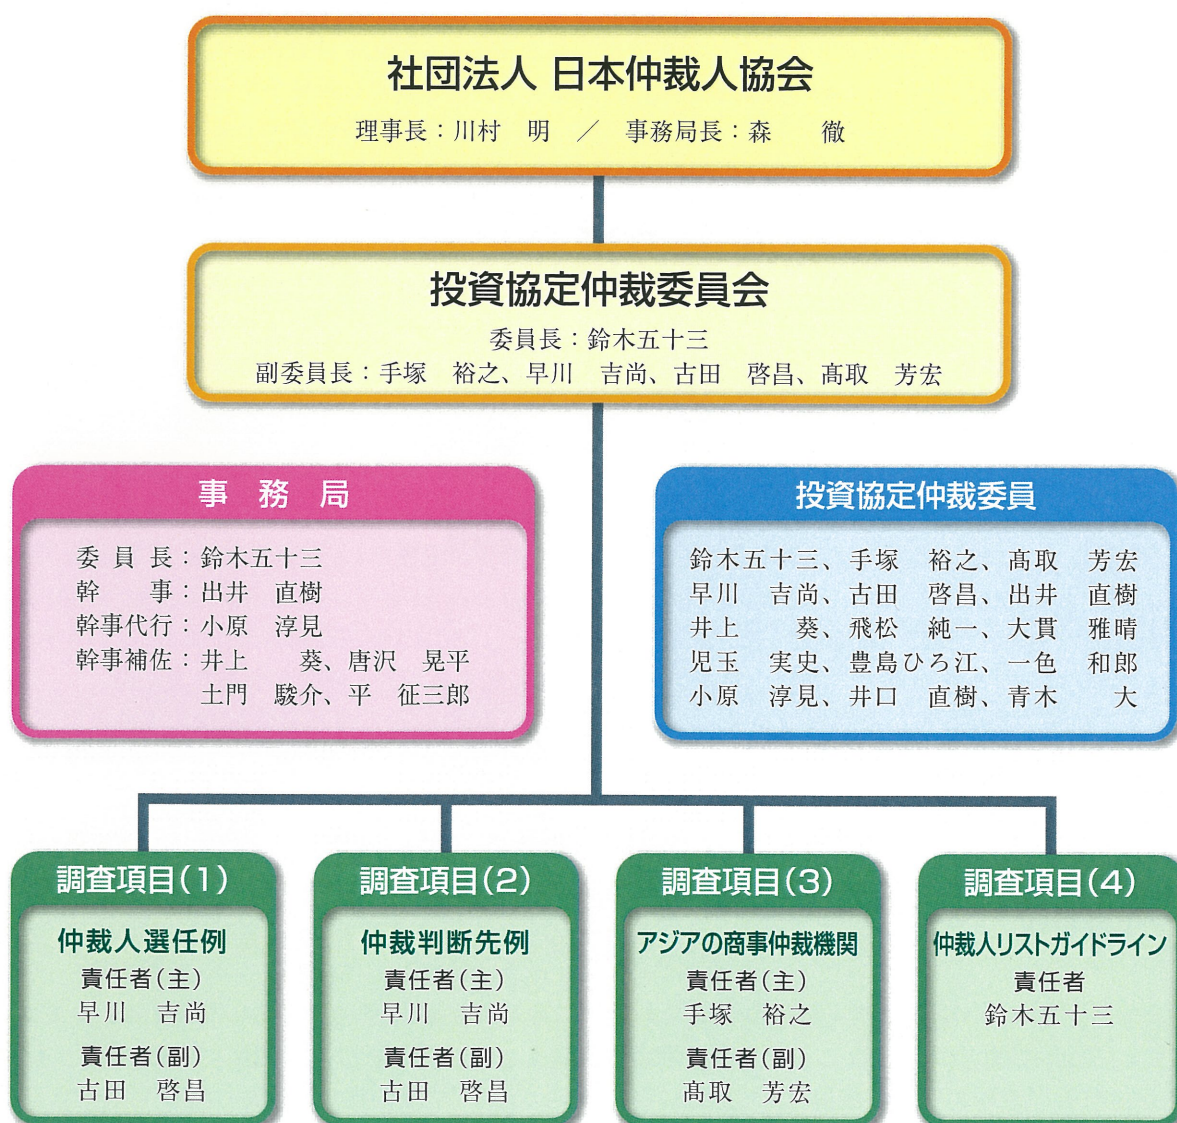 社団法人 日本仲裁人協会
理事長：川村　明　／　事務局長：森　　徹
投資協定仲裁委員会
委員長：鈴木五十三
副委員長：手塚　裕之、早川　吉尚、古田　啓昌、髙取　芳宏
事　務　局
委 員 長：鈴木五十三
幹　　事：出井　直樹
幹事代行：小原　淳見
幹事補佐：井上　　葵、唐沢　晃平
土門　駿介、平　征三郎
投資協定仲裁委員
鈴木五十三、手塚　裕之、髙取　芳宏
早川　吉尚、古田　啓昌、出井　直樹
井上　　葵、飛松　純一、大貫　雅晴
児玉　実史、豊島ひろ江、一色　和郎
小原　淳見、井口　直樹、青木　　大
調査項目(1)
仲裁人選任例
責任者(主)
早川　吉尚
責任者(副)
古田　啓昌
調査項目(2)
仲裁判断先例
責任者(主)
早川　吉尚
責任者(副)
古田　啓昌
調査項目(3)
アジアの商事仲裁機関
責任者(主)
手塚　裕之
責任者(副)
髙取　芳宏
調査項目(4)
仲裁人リストガイドライン
責任者
鈴木五十三